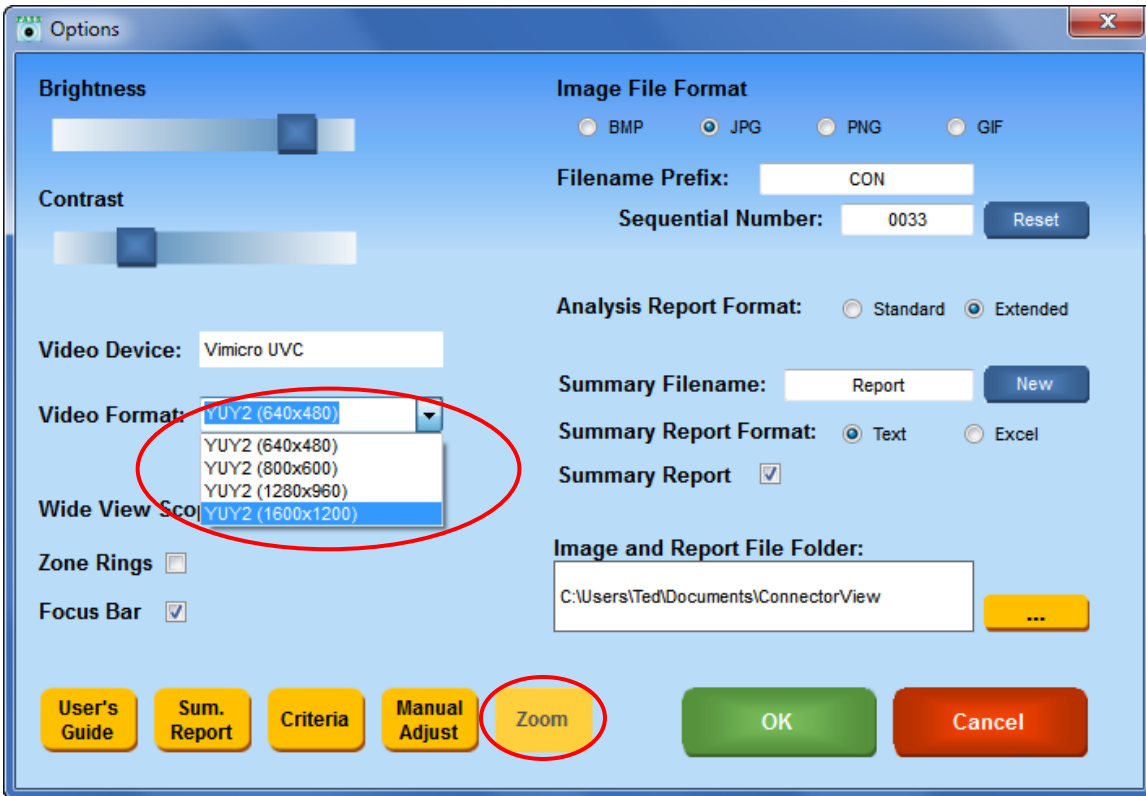 PASS
Options
X
Brightness
Contrast
Video Device: Vimicro UVC
Video Format: YUY2 (640x480)
YUY2 (640x480)
YUY2 (800x600)
YUY2 (1280x960)
YUY2 (1600x1200)
Wide View Sco
Zone Rings
Focus Bar
Image File Format
BMP JPG PNG GIF
Filename Prefix: CON
Sequential Number: 0033 Reset
Analysis Report Format: Standard Extended
Summary Filename: Report New
Summary Report Format: Text Excel
Summary Report
Image and Report File Folder:
C:\Users\Ted\Documents\ConnectorView
...
User's
Guide
Sum.
Report
Criteria
Manual
Adjust
Zoom
OK
Cancel